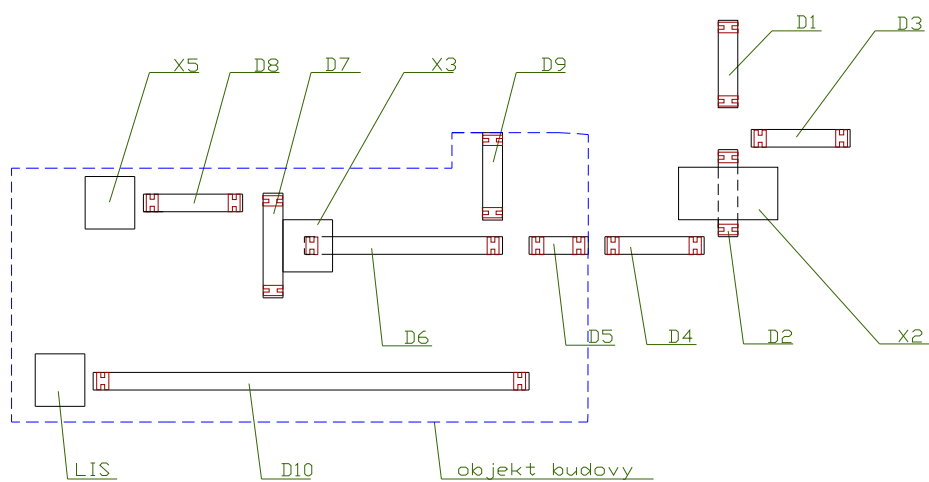 D1
D3
X5
D8
D7
X3
D9
D6
D5
D4
D2
X2
LIS
D10
objekt budovy